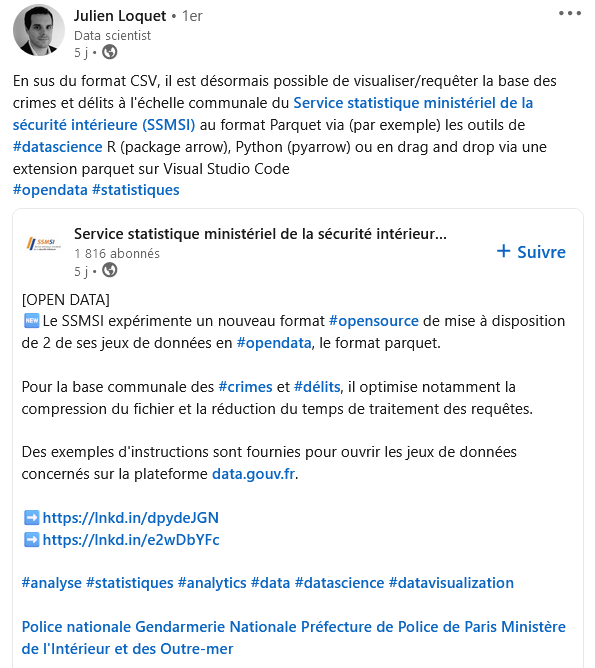 Julien Loquet • 1er
Data scientist
5 j •
En sus du format CSV, il est désormais possible de visualiser/requêter la base des
crimes et délits à l'échelle communale du Service statistique ministériel de la
sécurité intérieure (SSMSI) au format Parquet via (par exemple) les outils de
#datascience R (package arrow), Python (pyarrow) ou en drag and drop via une
extension parquet sur Visual Studio Code
#opendata #statistiques
SSMSI
Service statistique ministériel de la sécurité intérieur...
1 816 abonnés
5 j •
+ Suivre
[OPEN DATA]
NEW Le SSMSI expérimente un nouveau format #opensource de mise à disposition
de 2 de ses jeux de données en #opendata, le format parquet.
Pour la base communale des #crimes et #délits, il optimise notamment la
compression du fichier et la réduction du temps de traitement des requêtes.
Des exemples d'instructions sont fournies pour ouvrir les jeux de données
concernés sur la plateforme data.gouv.fr.
➡ https://lnkd.in/dpydeJGN
➡ https://lnkd.in/e2wDbYFc
#analyse #statistiques #analytics #data #datascience #datavisualization
Police nationale Gendarmerie Nationale Préfecture de Police de Paris Ministère
de l'Intérieur et des Outre-mer